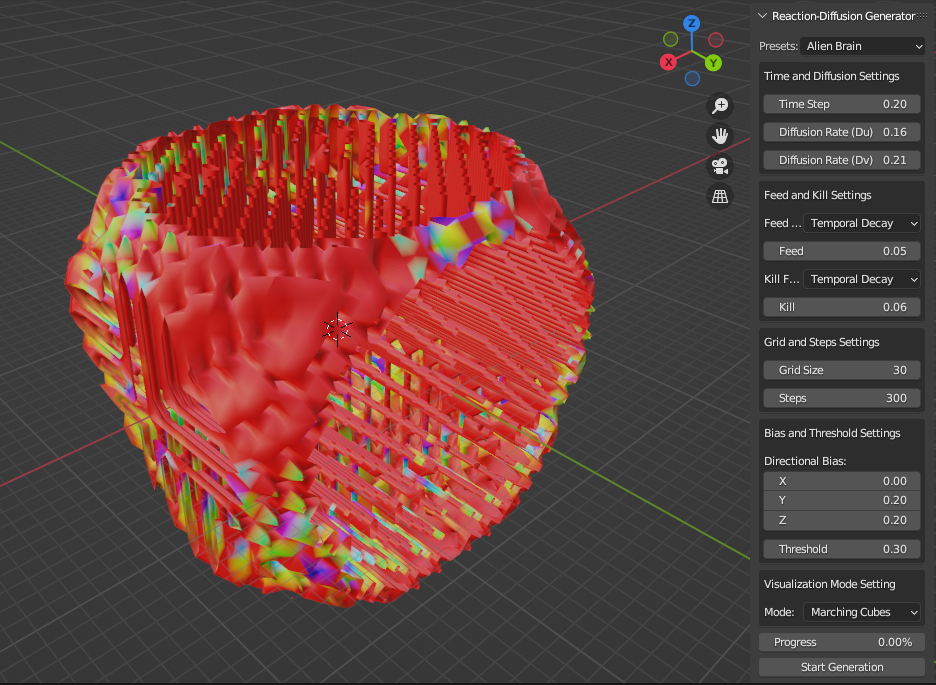 Reaction-Diffusion Generator
Presets: Alien Brain
Time and Diffusion Settings
Time Step 0.20
Diffusion Rate (Du) 0.16
Diffusion Rate (Dv) 0.21
Feed and Kill Settings
Feed ... Temporal Decay
Feed 0.05
Kill F... Temporal Decay
Kill 0.06
Grid and Steps Settings
Grid Size 30
Steps 300
Bias and Threshold Settings
Directional Bias:
X 0.00
Y 0.20
Z 0.20
Threshold 0.30
Visualization Mode Setting
Mode: Marching Cubes
Progress 0.00%
Start Generation
Z
X
Y